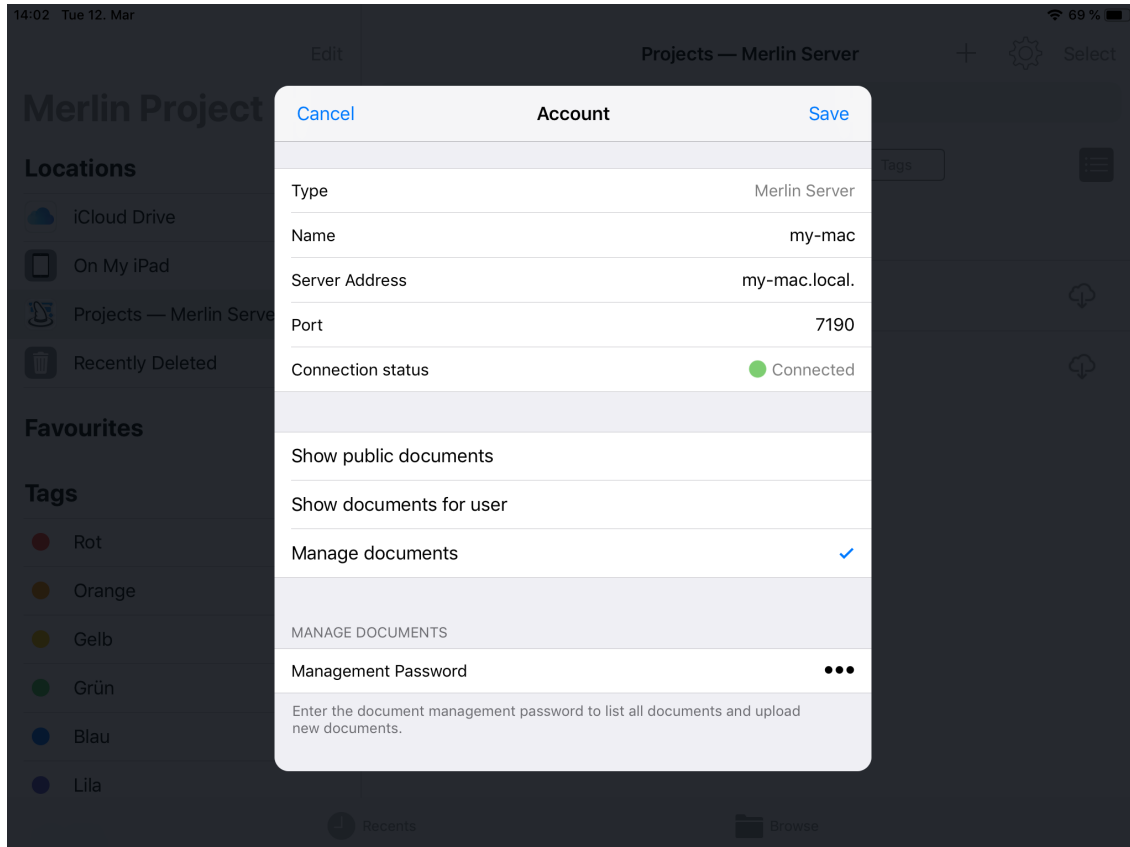 14:02 Tue 12. Mar
69 %
Edit
Projects — Merlin Server
Select
Merlin Project
Cancel
Account
Save
Locations
Tags
iCloud Drive
On My iPad
Projects — Merlin Serve
Recently Deleted
Favourites
Tags
Rot
Orange
Gelb
Grün
Blau
Lila
Type Merlin Server
Name my-mac
Server Address my-mac.local.
Port 7190
Connection status Connected
Show public documents
Show documents for user
Manage documents
MANAGE DOCUMENTS
Management Password •••
Enter the document management password to list all documents and upload
new documents.
Recents
Browse